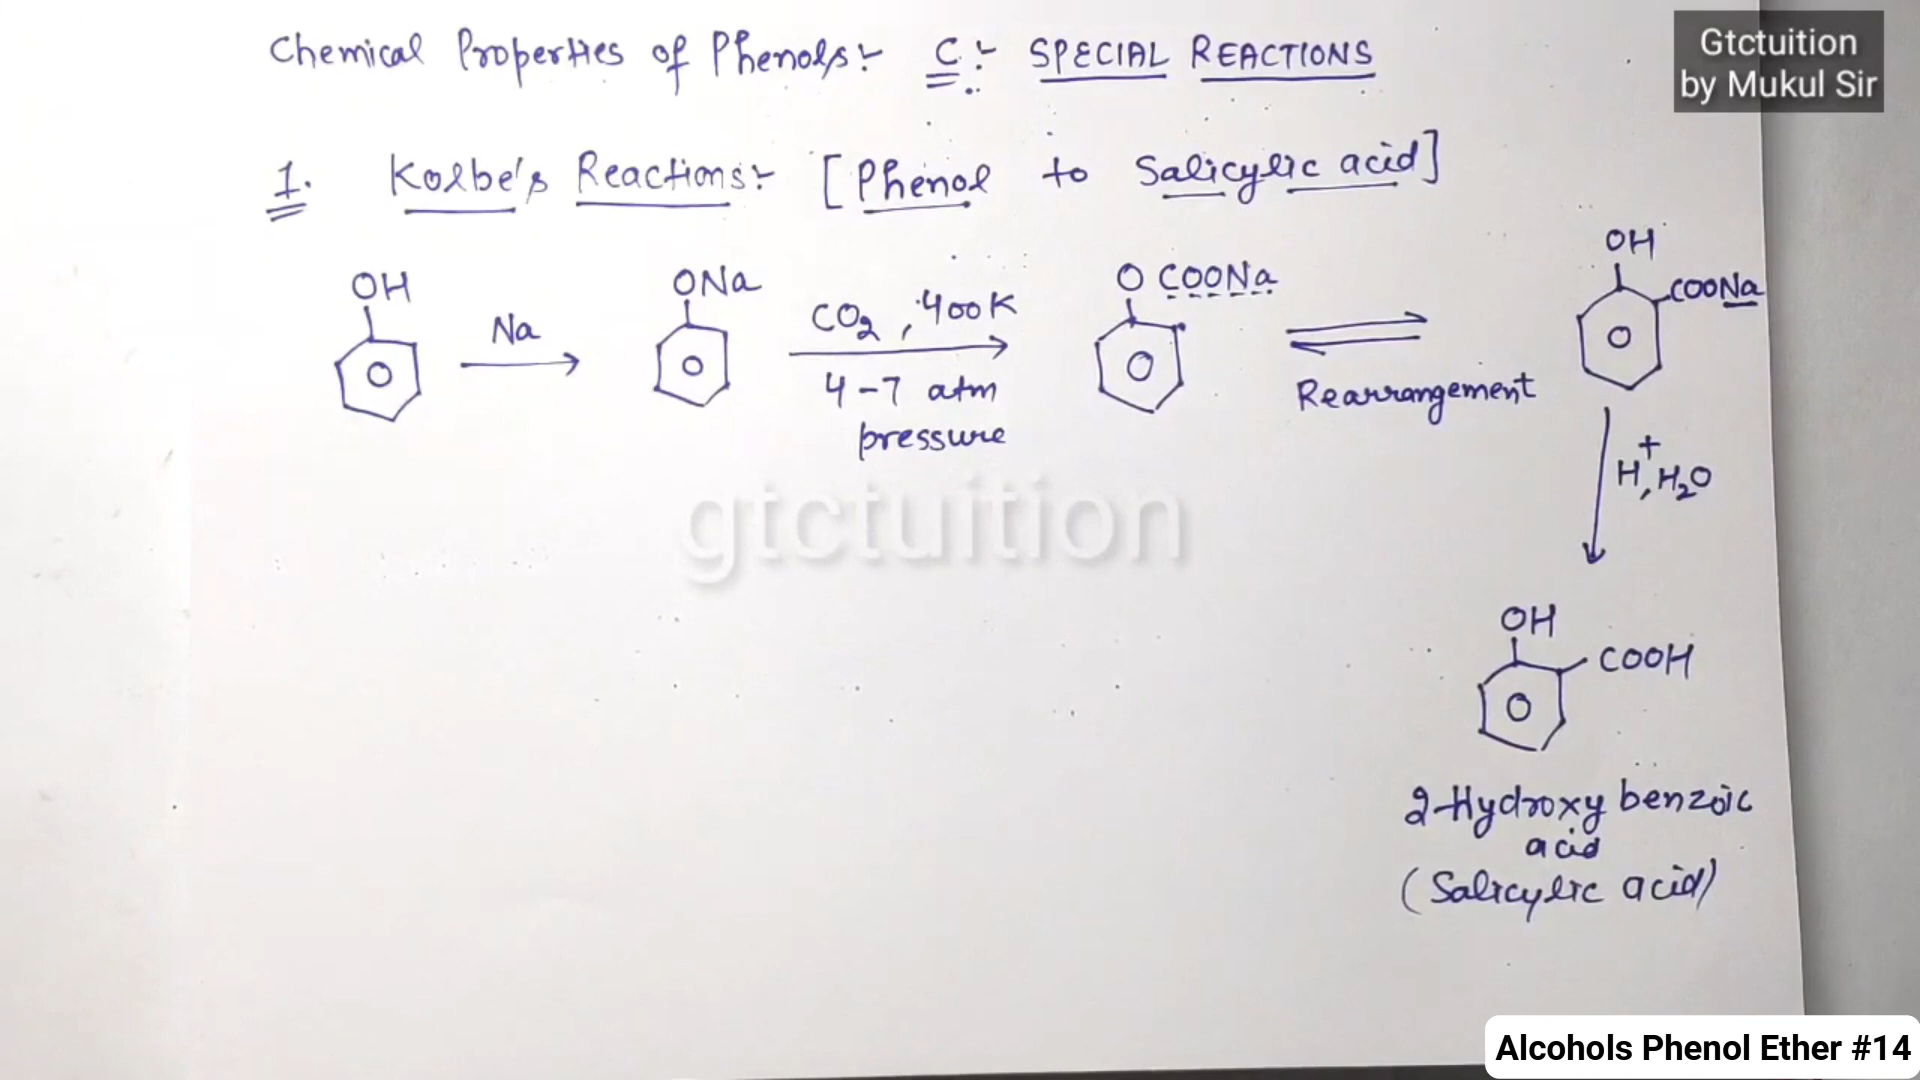 Gtctuition
by Mukul Sir
Chemical Properties of Phenols:- C:- SPECIAL REACTIONS
1. Kolbe's Reactions:- [Phenol to Salicylic acid]
OH
Na
ONa
CO2, 400K
4-7 atm
pressure
O COONa
Rearrangement
OH
COONa
H+, H2O
gtctuition
OH
COOH
2-Hydroxy benzoic
acid
(Salicylic acid)
Alcohols Phenol Ether #14